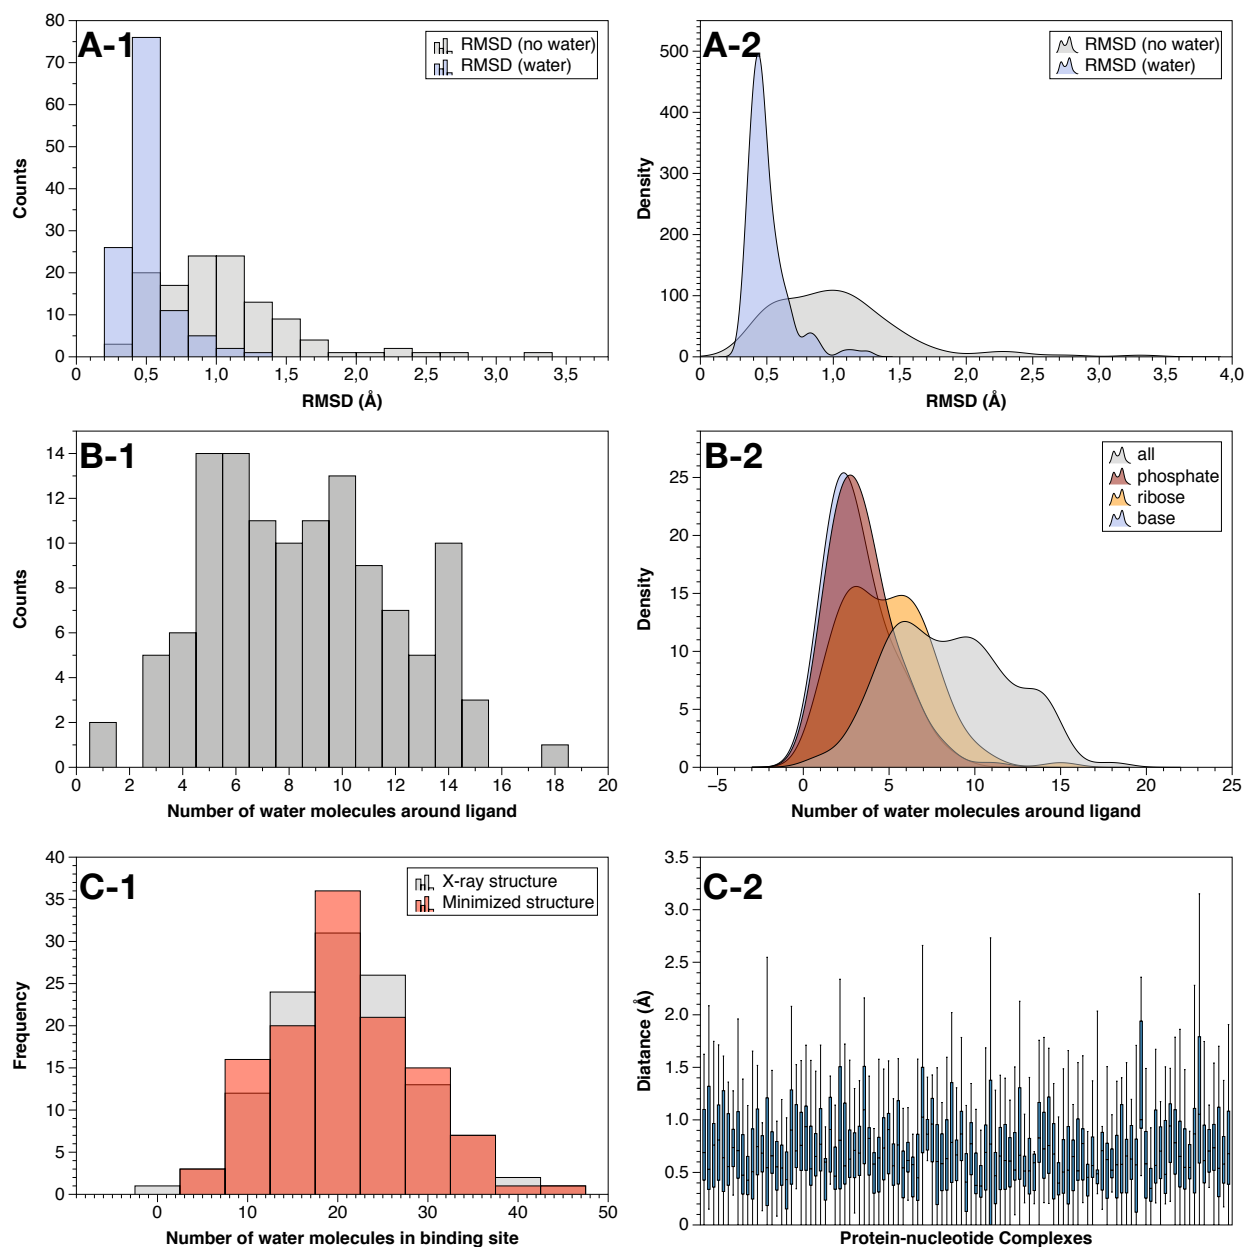 A-1
RMSD (no water)
RMSD (water)
80
70
60
50
40
30
20
10
0
Counts
0 0,5 1,0 1,5 2,0 2,5 3,0 3,5
RMSD (Å)
A-2
RMSD (no water)
RMSD (water)
500
400
300
200
100
0
Density
0 0,5 1,0 1,5 2,0 2,5 3,0 3,5 4,0
RMSD (Å)
B-1
14
12
10
8
6
4
2
0
Counts
0 2 4 6 8 10 12 14 16 18 20
Number of water molecules around ligand
B-2
all
phosphate
ribose
base
25
20
15
10
5
0
Density
−5 0 5 10 15 20 25
Number of water molecules around ligand
C-1
X-ray structure
Minimized structure
40
35
30
25
20
15
10
5
0
Frequency
0 10 20 30 40 50
Number of water molecules in binding site
C-2
3.5
3.0
2.5
2.0
1.5
1.0
0.5
0
Diatance (Å)
Protein-nucleotide Complexes